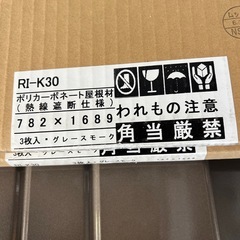 RI-K30
ポリカーボネート屋根材
(熱線遮断仕様)
782×1689
3枚入・グレースモーク
われもの注意
角当厳禁